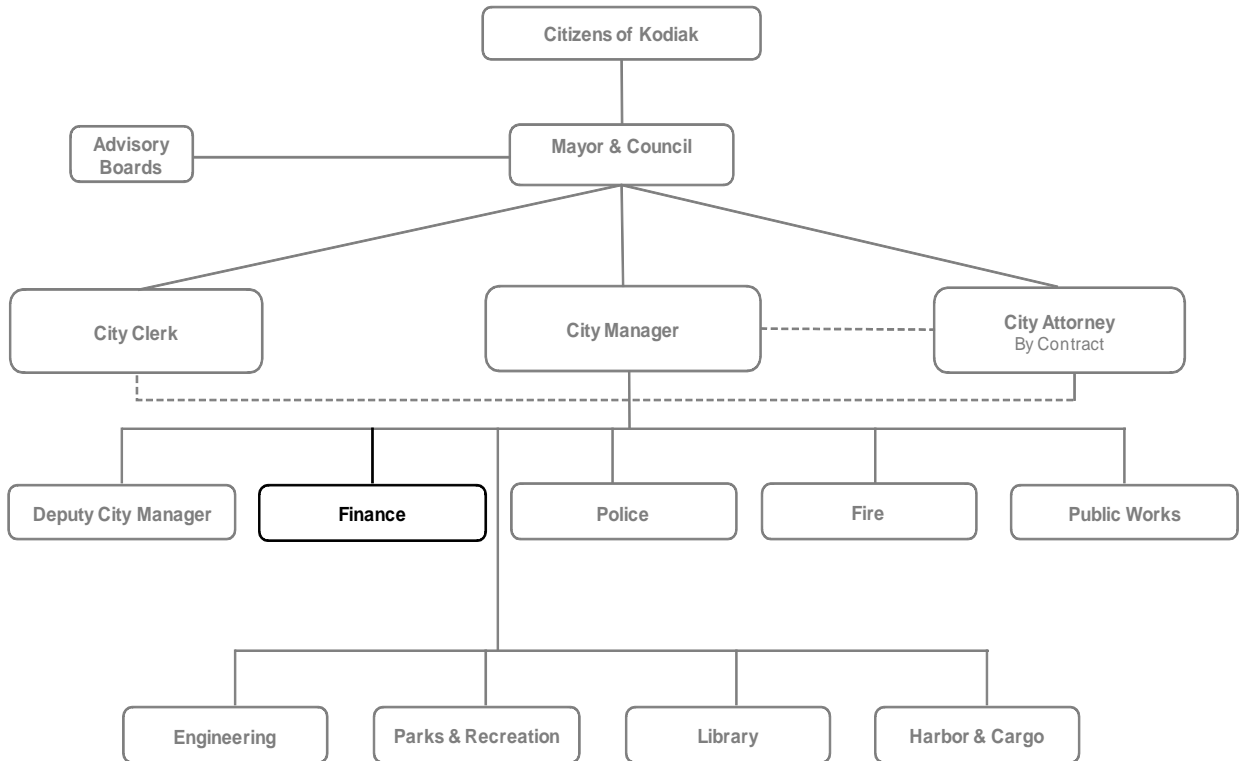 Citizens of Kodiak
Advisory
Boards
Mayor & Council
City Clerk
City Manager
City Attorney
By Contract
Deputy City Manager
Finance
Police
Fire
Public Works
Engineering
Parks & Recreation
Library
Harbor & Cargo